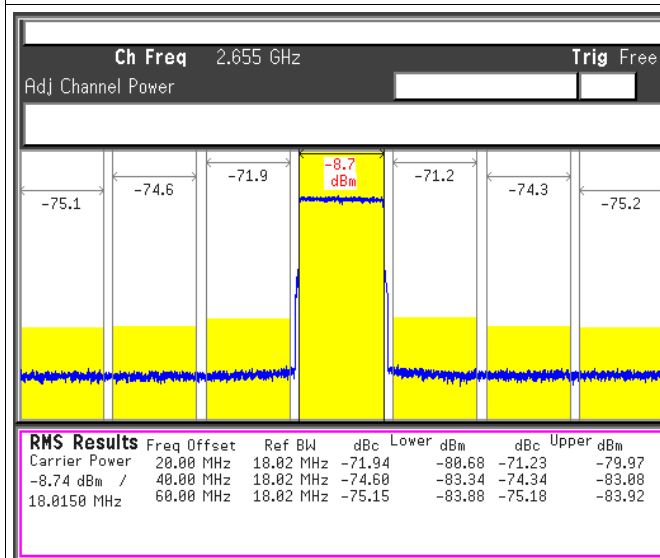 Ch Freq 2.655 GHz Trig Free
Adj Channel Power
-75.1 -74.6 -71.9 -8.7 dBm -71.2 -74.3 -75.2
RMS Results Freq Offset Ref BW dBc Lower dBm dBc Upper dBm
Carrier Power 20.00 MHz 18.02 MHz -71.94 -80.68 -71.23 -79.97
-8.74 dBm / 40.00 MHz 18.02 MHz -74.60 -83.34 -74.34 -83.08
18.0150 MHz 60.00 MHz 18.02 MHz -75.15 -83.88 -75.18 -83.92